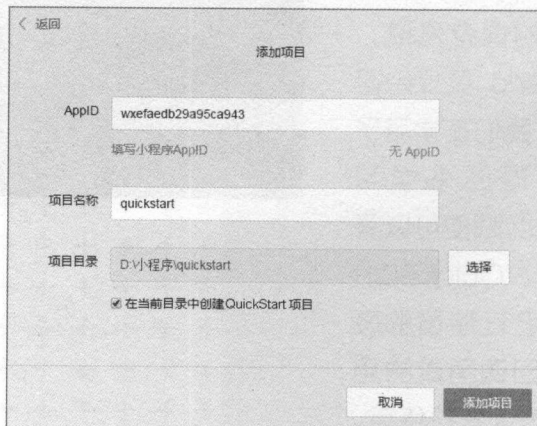 < 返回
添加项目
AppID wxefaedb29a95ca943
填写小程序AppID 无 AppID
项目名称 quickstart
项目目录 D:\小程序\quickstart 选择
在当前目录中创建QuickStart 项目
取消 添加项目